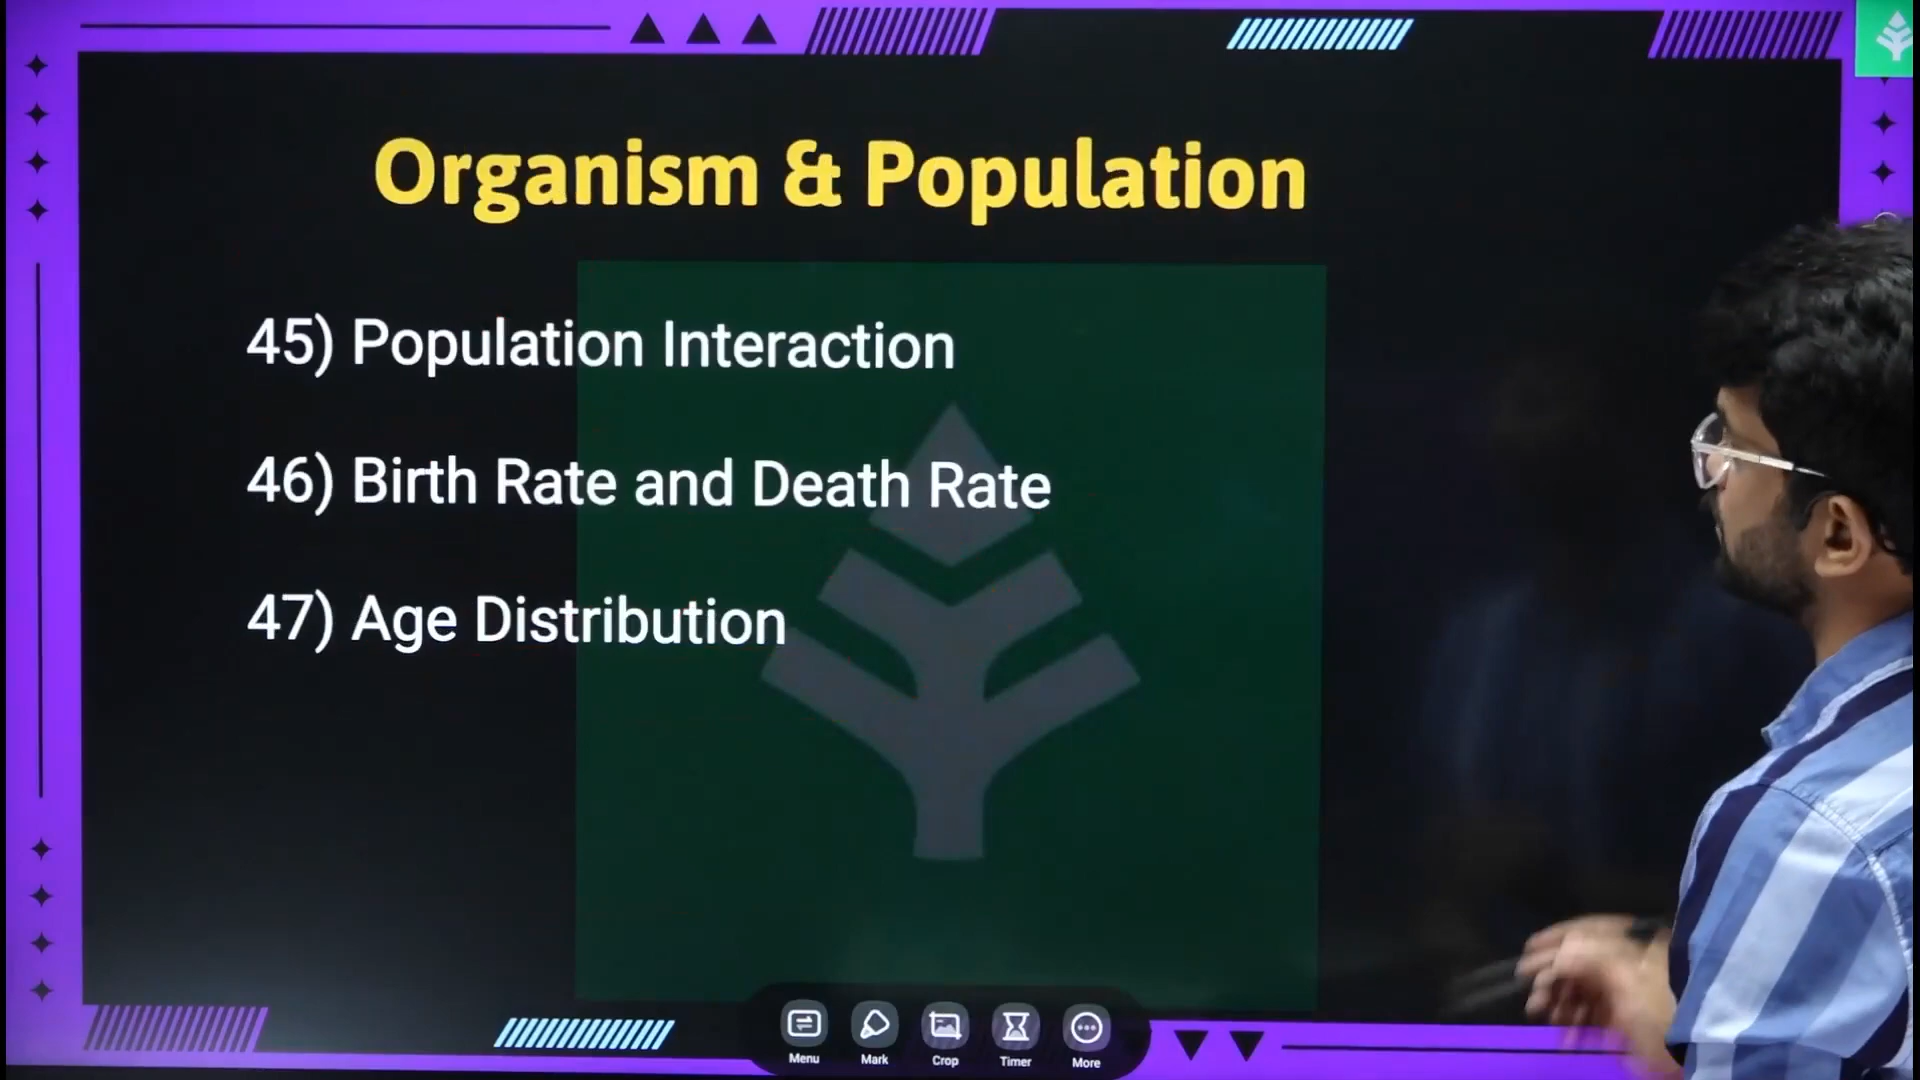 Organism & Population
45) Population Interaction
46) Birth Rate and Death Rate
47) Age Distribution
Menu Mark Crop Timer More